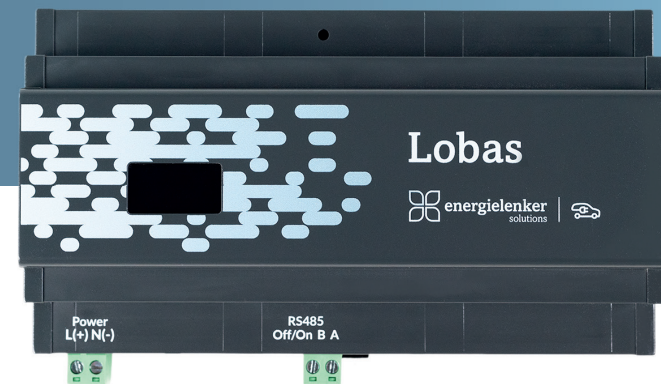 Lobas
energielenker
solutions
Power
L(+) N(-)
RS485
Off/On B A